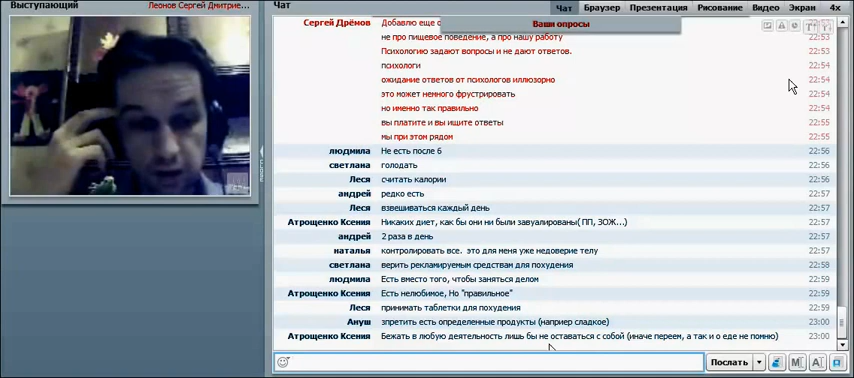 Выступающий
Леонов Сергей Дмитрие...
Чат
Чат Браузер Презентация Рисование Видео Экран 4x
Ваши опросы
Сергей Дрёмов Добавлю еще о
не про пищевое поведение, а про нашу работу 22:53
Психологию задают вопросы и не дают ответов. 22:53
психологи 22:54
ожидание ответов от психологов иллюзорно 22:54
это может немного фрустрировать 22:54
но именно так правильно 22:54
вы платите и вы ищите ответы 22:55
мы при этом рядом 22:55
людмила Не есть после 6 22:56
светлана голодать 22:56
Леся считать калории 22:56
андрей редко есть 22:57
Леся взвешиваться каждый день 22:57
Атрощенко Ксения Никаких диет, как бы они ни были завуалированы( ПП, ЗОЖ...) 22:57
андрей 2 раза в день 22:57
наталья контролировать все. это для меня уже недоверие телу 22:57
светлана верить рекламируемым средствам для похудения 22:58
людмила Есть вместо того, чтобы заняться делом 22:59
Атрощенко Ксения Есть нелюбимое, Но "правильное" 22:59
Леся принимать таблетки для похудения 22:59
Ануш зпретить есть определенные продукты (наприер сладкое) 23:00
Атрощенко Ксения Бежать в любую деятельность лишь бы не оставаться с собой (иначе переем, а так и о еде не помню) 23:00
Послать